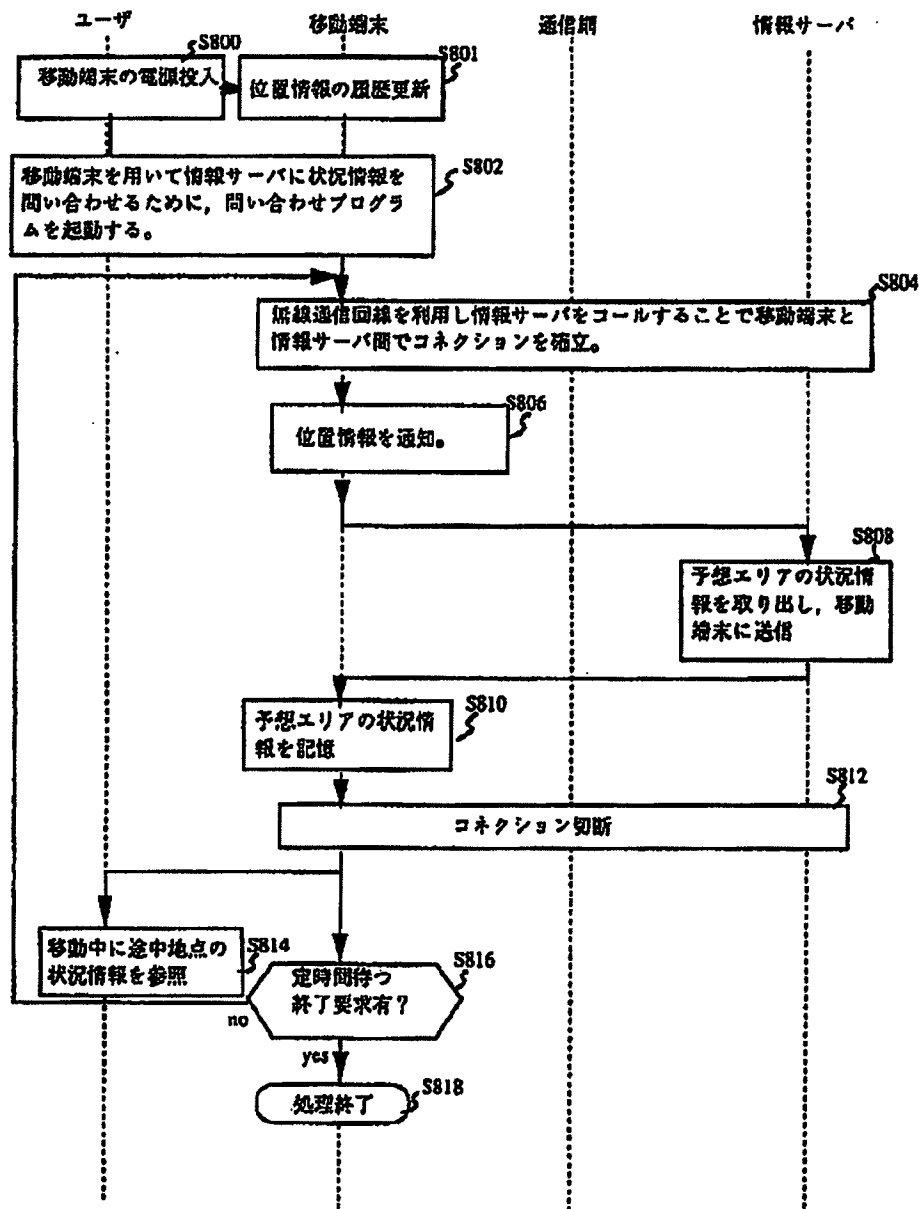 ユーザ
移動端末
通信網
情報サーバ
S800
移動端末の電源投入
S801
位置情報の履歴更新
S802
移動端末を用いて情報サーバに状況情報を
問い合わせるために，問い合わせプログラ
ムを起動する。
S804
無線通信回線を利用し情報サーバをコールすることで移動端末と
情報サーバ間でコネクションを確立。
S806
位置情報を通知。
S808
予想エリアの状況情
報を取り出し，移動
端末に送信
S810
予想エリアの状況情
報を記憶
S812
コネクション切断
移動中に途中地点の
状況情報を参照
S814
定時間待つ
終了要求有？
S816
no
yes
S818
処理終了